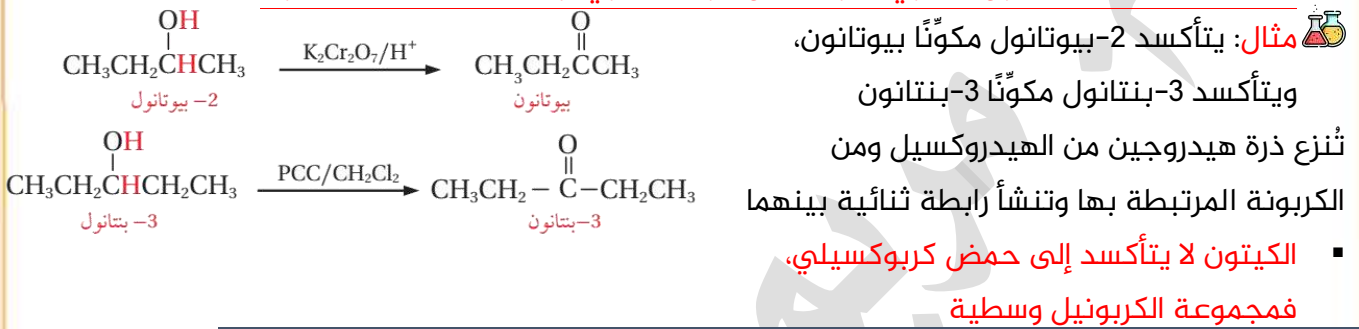 مثال: يتأكسد 2-بيوتانول مكوِّنًا بيوتانون،
ويتأكسد 3-بنتانول مكوِّنًا 3-بنتانون
تُنزع ذرة هيدروجين من الهيدروكسيل ومن
الكربونة المرتبطة بها وتنشأ رابطة ثنائية بينهما
▪ الكيتون لا يتأكسد إلى حمض كربوكسيلي،
فمجموعة الكربونيل وسطية
OH O
CH₃CH₂CHCH₃ K₂Cr₂O₇/H⁺ CH₃CH₂CCH₃
2- بيوتانول بيوتانون
OH O
CH₃CH₂CHCH₂CH₃ PCC/CH₂Cl₂ CH₃CH₂–C–CH₂CH₃
3- بنتانول 3-بنتانون